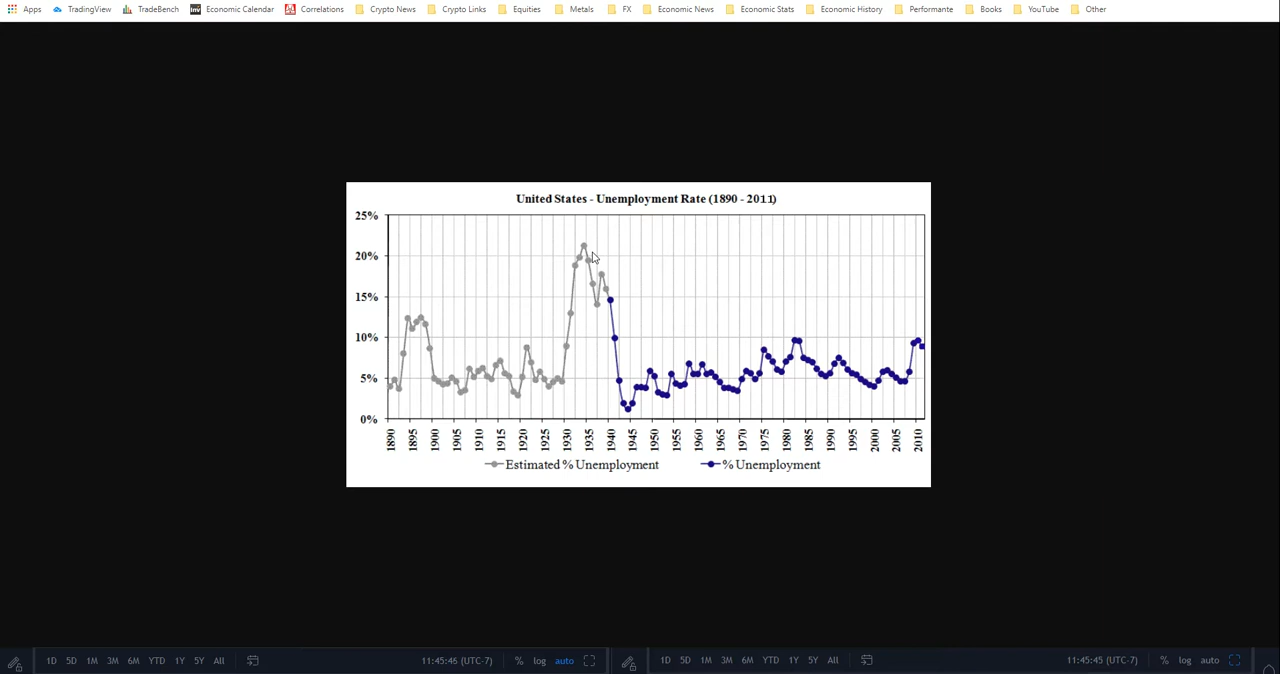 Apps TradingView TradeBench Inv Economic Calendar Correlations Crypto News Crypto Links Equities Metals FX Economic News Economic Stats Economic History Performante Books YouTube Other
United States - Unemployment Rate (1890 - 2011)
25%
20%
15%
10%
5%
0%
1890 1895 1900 1905 1910 1915 1920 1925 1930 1935 1940 1945 1950 1955 1960 1965 1970 1975 1980 1985 1990 1995 2000 2005 2010
Estimated % Unemployment % Unemployment
1D 5D 1M 3M 6M YTD 1Y 5Y All 11:45:46 (UTC-7) % log auto 1D 5D 1M 3M 6M YTD 1Y 5Y All 11:45:45 (UTC-7) % log auto